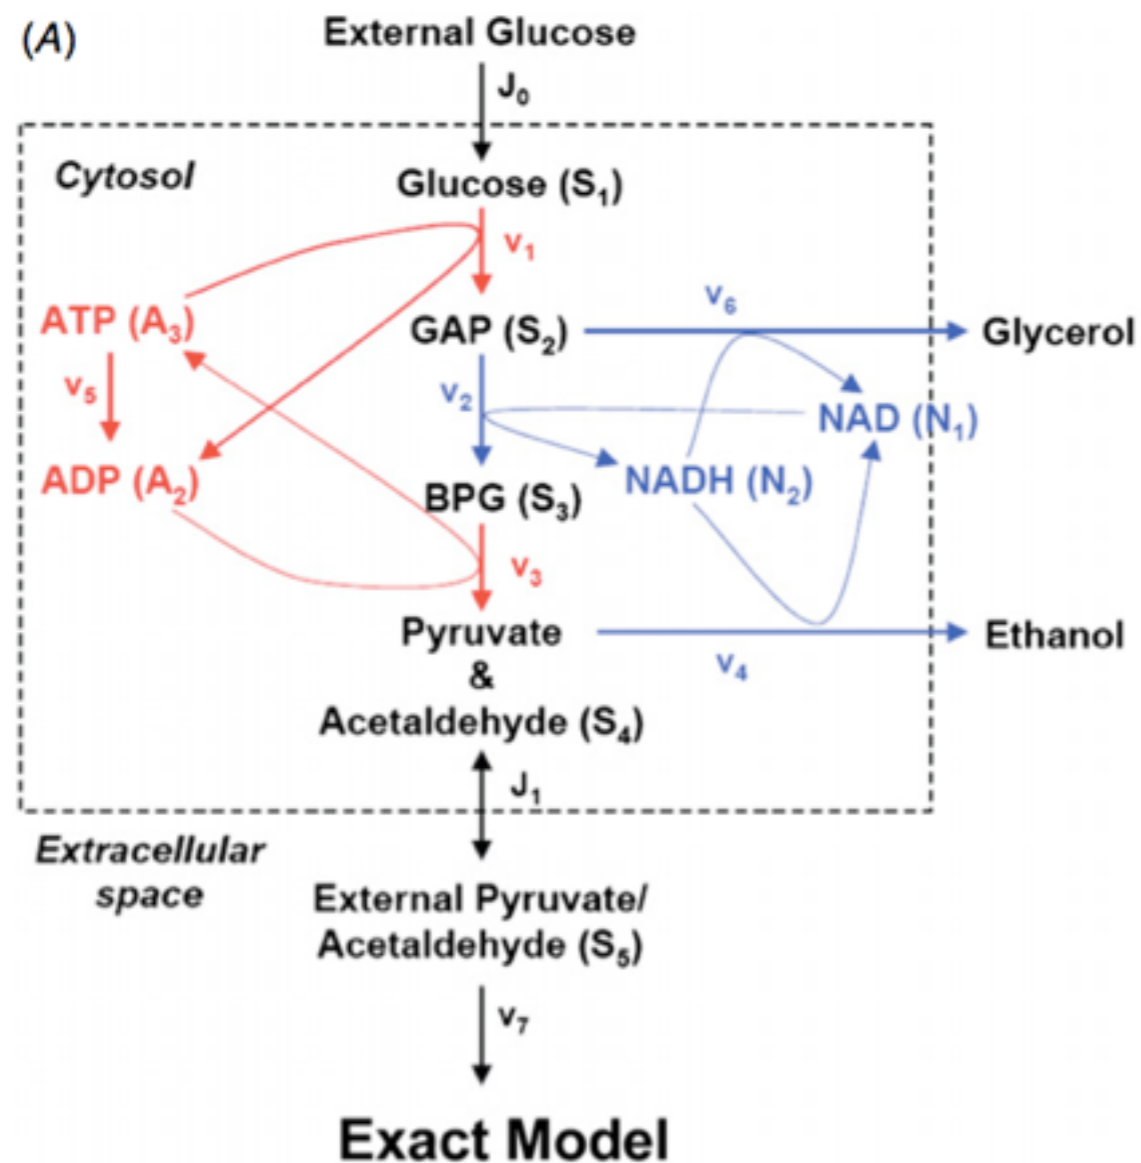 (A)
External Glucose
J₀
Cytosol
Glucose (S₁)
v₁
ATP (A₃)
GAP (S₂)
v₆
Glycerol
v₅
v₂
NAD (N₁)
ADP (A₂)
BPG (S₃)
NADH (N₂)
v₃
Pyruvate
&
Acetaldehyde (S₄)
v₄
Ethanol
J₁
Extracellular
space
External Pyruvate/
Acetaldehyde (S₅)
v₇
Exact Model